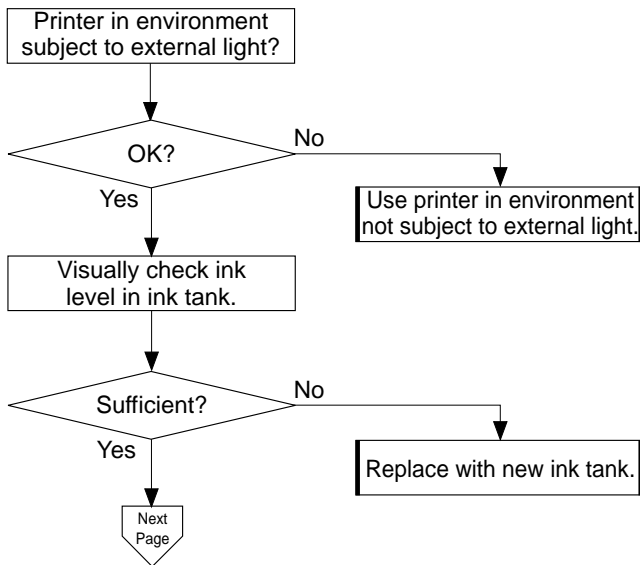 Printer in environment
subject to external light?
OK?
No
Yes
Use printer in environment
not subject to external light.
Visually check ink
level in ink tank.
Sufficient?
No
Yes
Replace with new ink tank.
Next
Page